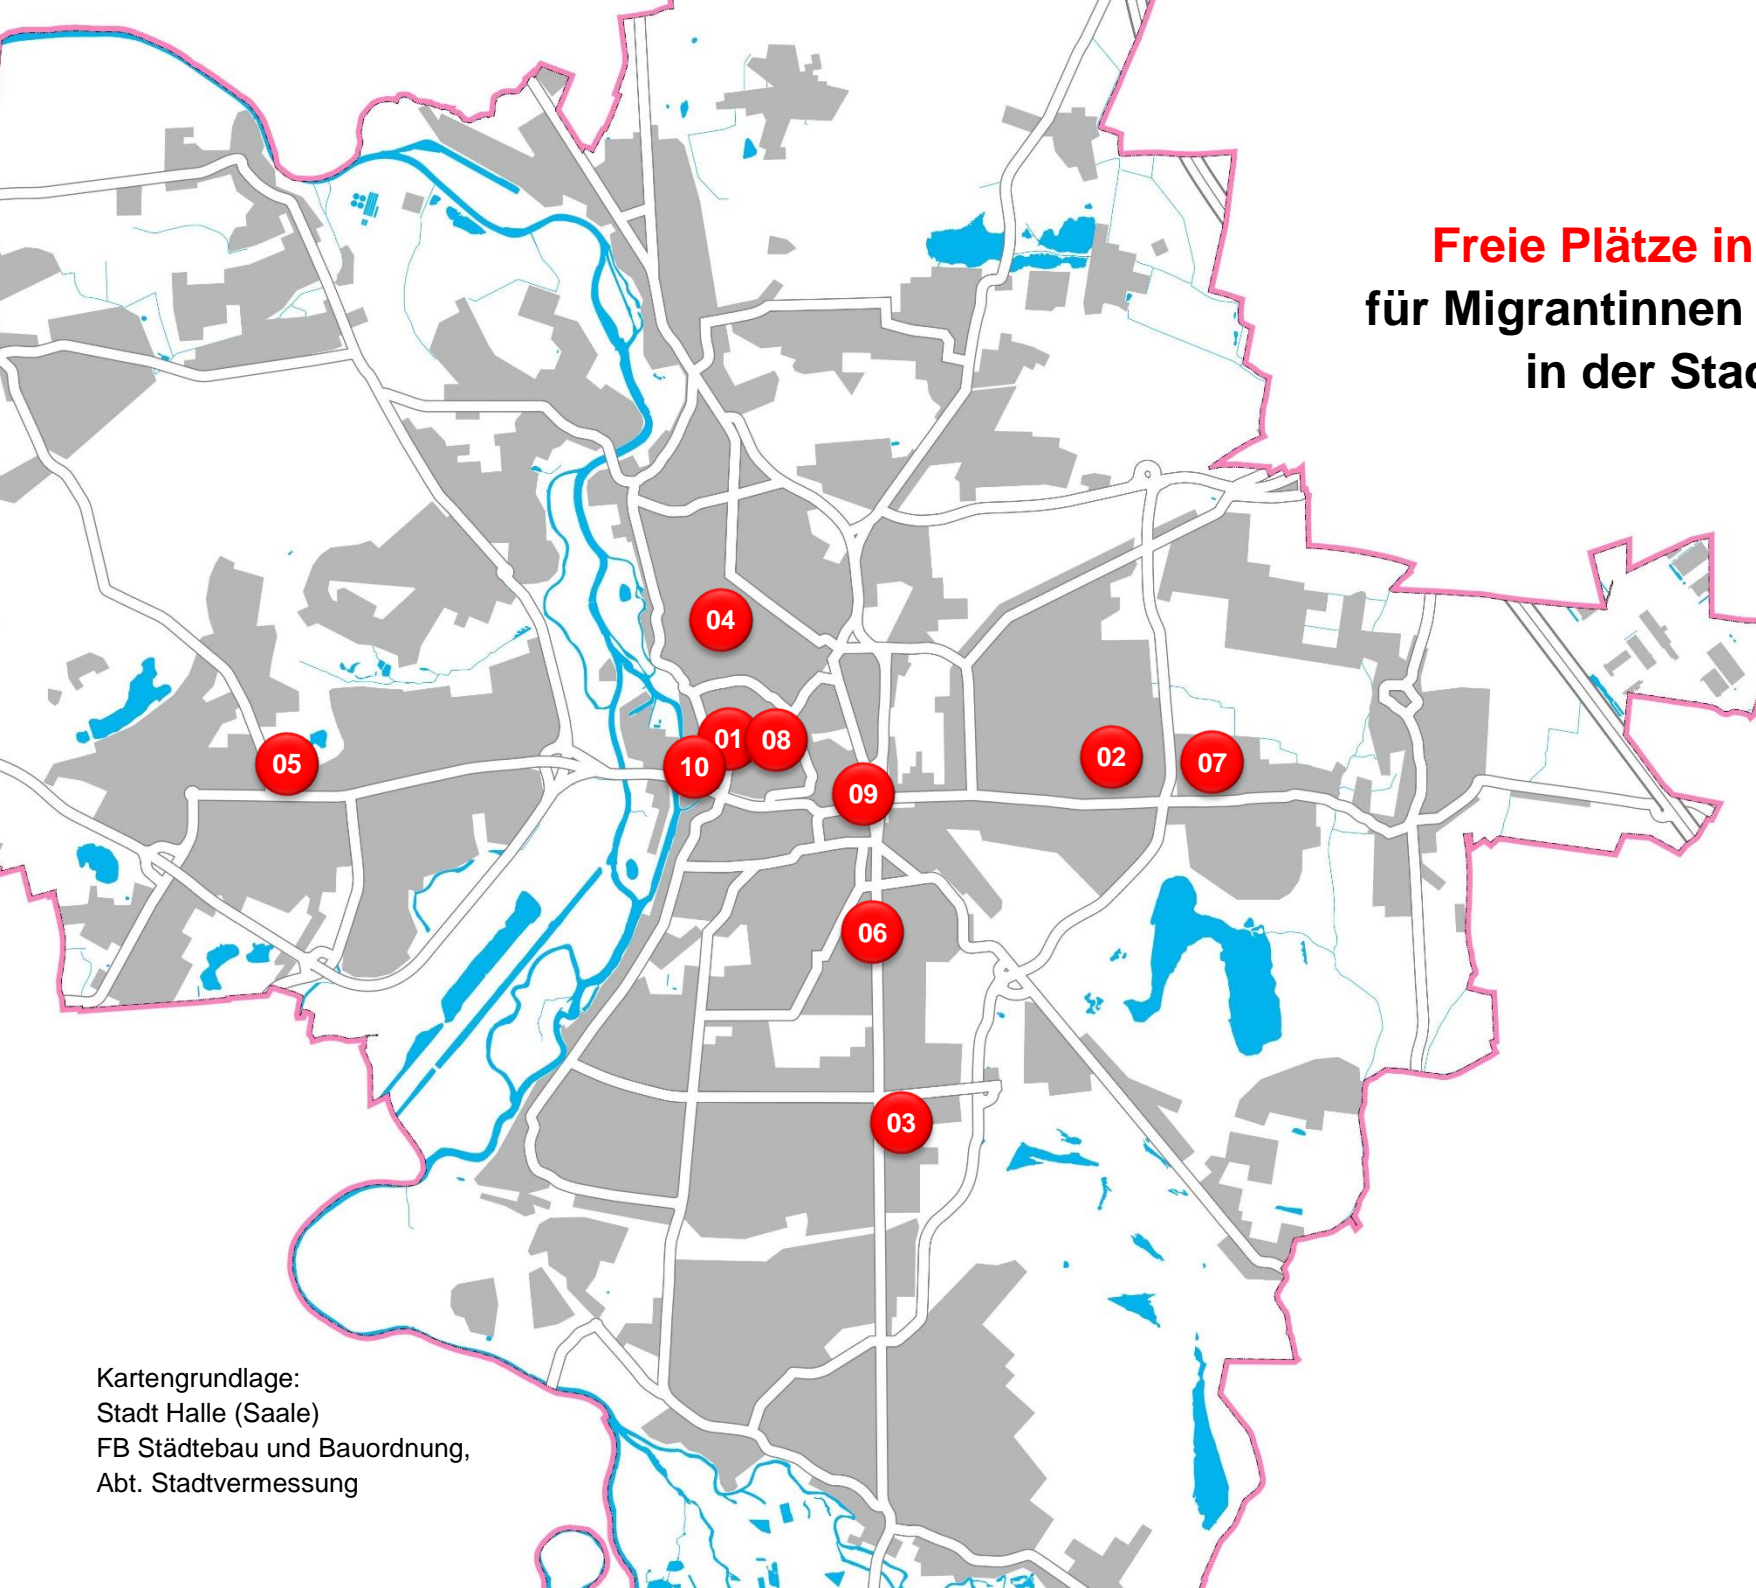 Freie Plätze in
für Migrantinnen
in der
04
01
08
10
05
09
02
07
06
03
Kartengrundlage:
Stadt Halle (Saale)
FB Städtebau und Bauordnung,
Abt. Stadtvermessung